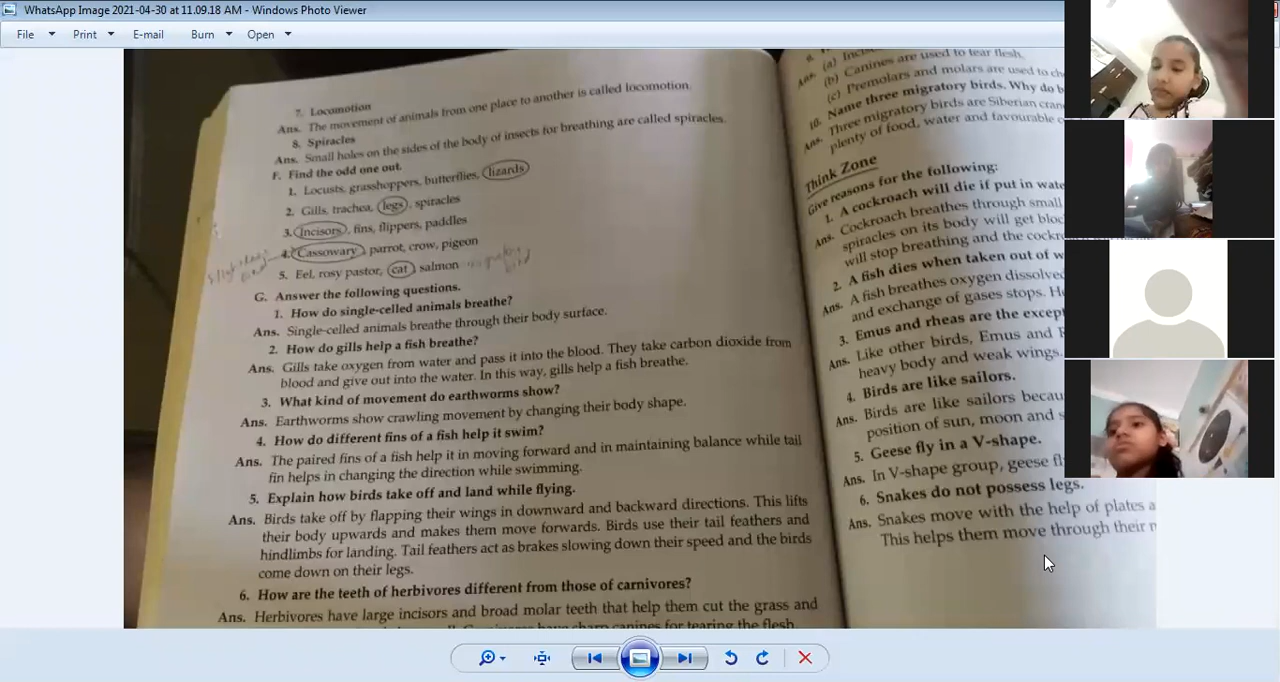 WhatsApp Image 2021-04-30 at 11.09.18 AM - Windows Photo Viewer
File Print E-mail Burn Open
7. Locomotion
Ans. The movement of animals from one place to another is called locomotion.
8. Spiracles
Ans. Small holes on the sides of the body of insects for breathing are called spiracles.
F. Find the odd one out.
1. Locusts, grasshoppers, butterflies, lizards
2. Gills, trachea, legs, spiracles
3. Incisors, fins, flippers, paddles
4. Cassowary, parrot, crow, pigeon
5. Eel, rosy pastor, cat, salmon
G. Answer the following questions.
1. How do single-celled animals breathe?
Ans. Single-celled animals breathe through their body surface.
2. How do gills help a fish breathe?
Ans. Gills take oxygen from water and pass it into the blood. They take carbon dioxide from
blood and give out into the water. In this way, gills help a fish breathe.
3. What kind of movement do earthworms show?
Ans. Earthworms show crawling movement by changing their body shape.
4. How do different fins of a fish help it swim?
Ans. The paired fins of a fish help it in moving forward and in maintaining balance while tail
fin helps in changing the direction while swimming.
5. Explain how birds take off and land while flying.
Ans. Birds take off by flapping their wings in downward and backward directions. This lifts
their body upwards and makes them move forwards. Birds use their tail feathers and
hindlimbs for landing. Tail feathers act as brakes slowing down their speed and the birds
come down on their legs.
6. How are the teeth of herbivores different from those of carnivores?
Ans. Herbivores have large incisors and broad molar teeth that help them cut the grass and
canines for tearing the flesh.
Ans. (a)
(b) Canines are used to tear flesh.
(c) Premolars and molars are used to
10. Name three migratory birds. Why do
Ans. Three migratory birds are Siberian
plenty of food, water and favourable
Think Zone
Give reasons for the following:
1. A cockroach will die if put in
Ans. Cockroach breathes through small
spiracles on its body will get
will stop breathing and the
2. A fish dies when taken out of
Ans. A fish breathes oxygen
and exchange of gases stops.
3. Emus and rheas are the
Ans. Like other birds, Emus and
heavy body and weak wings.
4. Birds are like sailors.
Ans. Birds are like sailors
position of sun, moon and
5. Geese fly in a V-shape.
Ans. In V-shape group, geese
6. Snakes do not possess legs.
Ans. Snakes move with the help of plates
This helps them move through their